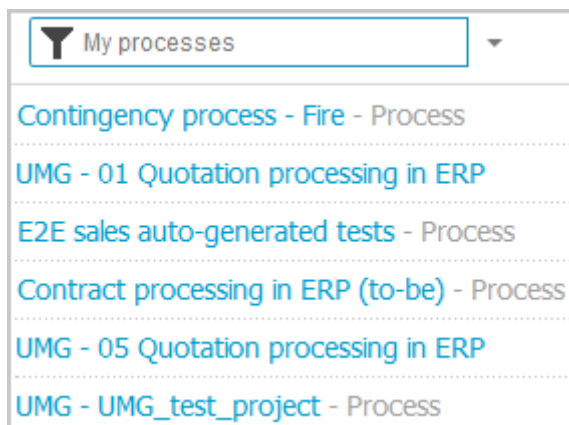 My processes
Contingency process - Fire - Process
UMG - 01 Quotation processing in ERP
E2E sales auto-generated tests - Process
Contract processing in ERP (to-be) - Process
UMG - 05 Quotation processing in ERP
UMG - UMG_test_project - Process